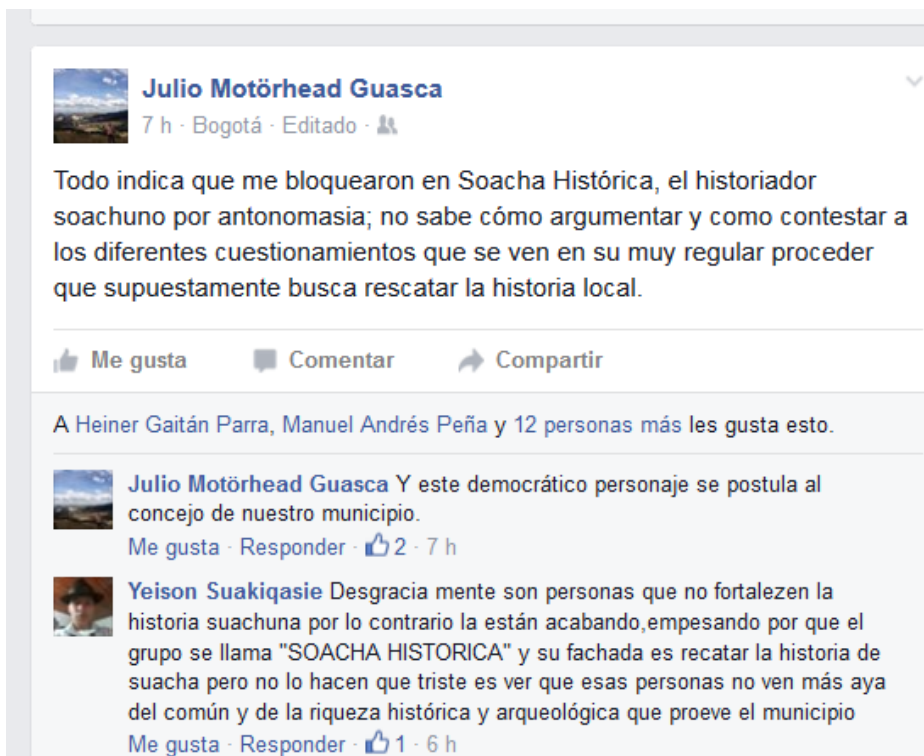 Julio Motörhead Guasca
7 h · Bogotá · Editado ·
Todo indica que me bloquearon en Soacha Histórica, el historiador
soachuno por antonomasia; no sabe cómo argumentar y como contestar a
los diferentes cuestionamientos que se ven en su muy regular proceder
que supuestamente busca rescatar la historia local.
Me gusta Comentar Compartir
A Heiner Gaitán Parra, Manuel Andrés Peña y 12 personas más les gusta esto.
Julio Motörhead Guasca Y este democrático personaje se postula al
concejo de nuestro municipio.
Me gusta · Responder · 2 · 7 h
Yeison Suakiqasie Desgracia mente son personas que no fortalezen la
historia suachuna por lo contrario la están acabando,empesando por que el
grupo se llama "SOACHA HISTORICA" y su fachada es recatar la historia de
suacha pero no lo hacen que triste es ver que esas personas no ven más aya
del común y de la riqueza histórica y arqueológica que proeve el municipio
Me gusta · Responder · 1 · 6 h